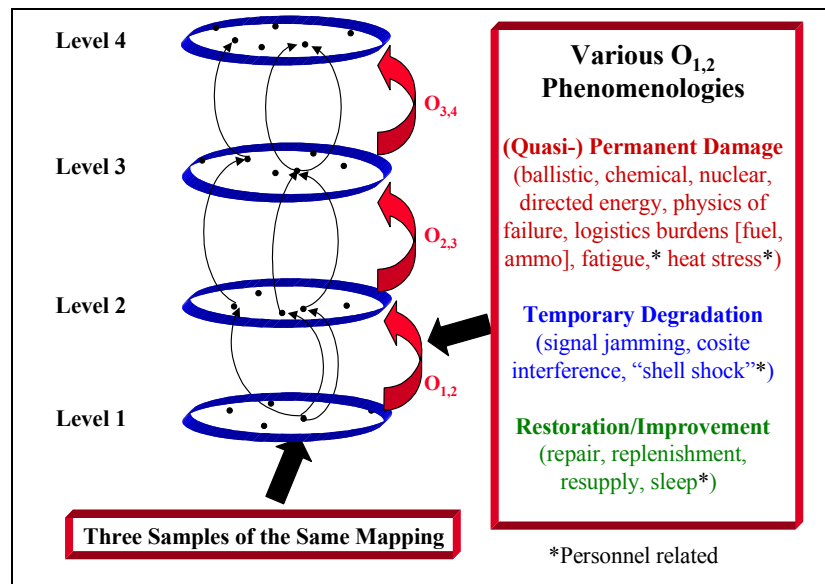 Level 4
O3,4
Level 3
O2,3
Level 2
O1,2
Level 1
Three Samples of the Same Mapping
Various O1,2
Phenomenologies
(Quasi-) Permanent Damage
(ballistic, chemical, nuclear,
directed energy, physics of
failure, logistics burdens [fuel,
ammo], fatigue,* heat stress*)
Temporary Degradation
(signal jamming, cosite
interference, “shell shock”*)
Restoration/Improvement
(repair, replenishment,
resupply, sleep*)
*Personnel related